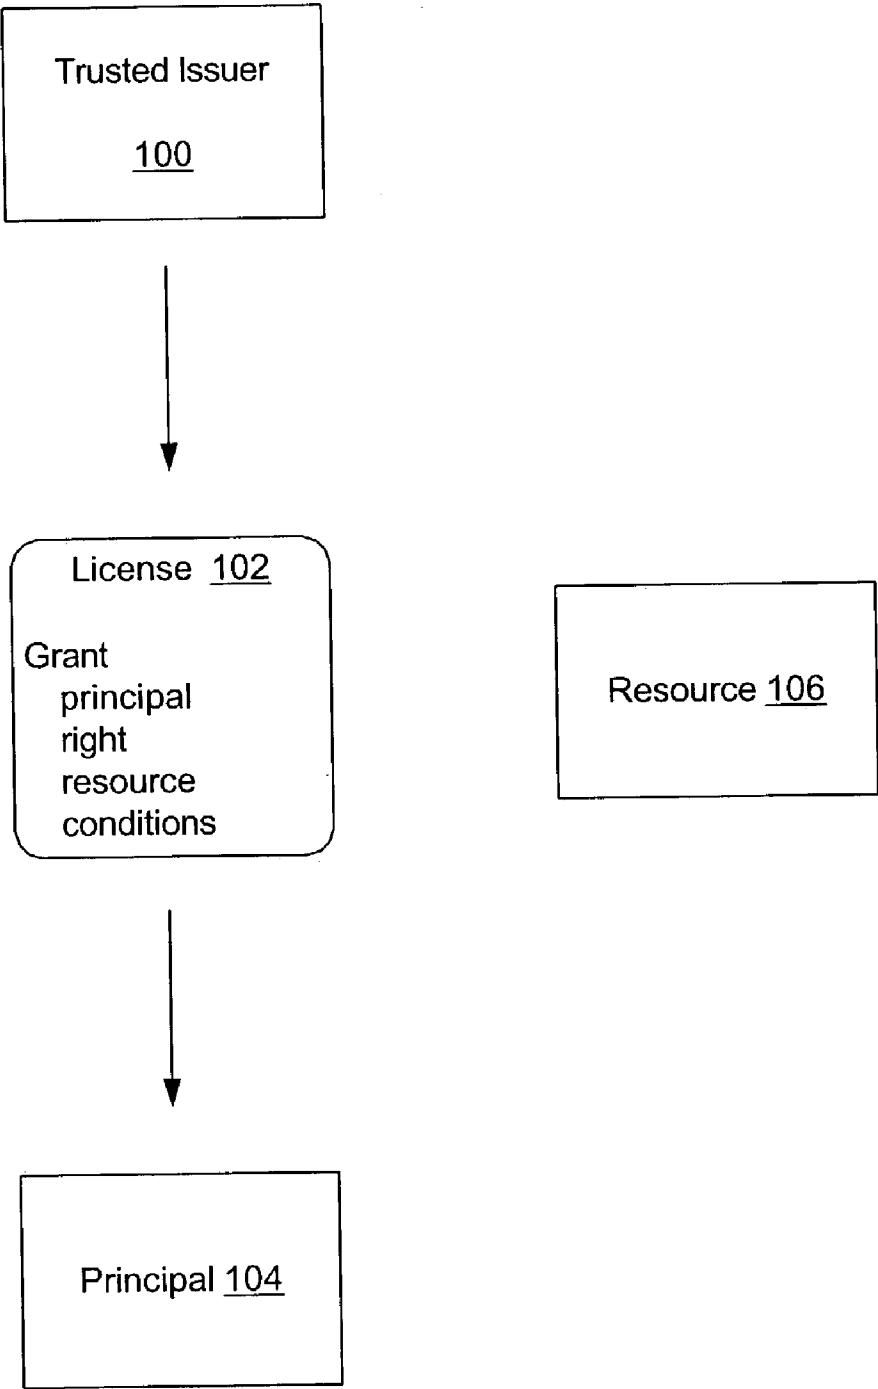 Trusted Issuer
100
License 102
Grant
principal
right
resource
conditions
Resource 106
Principal 104